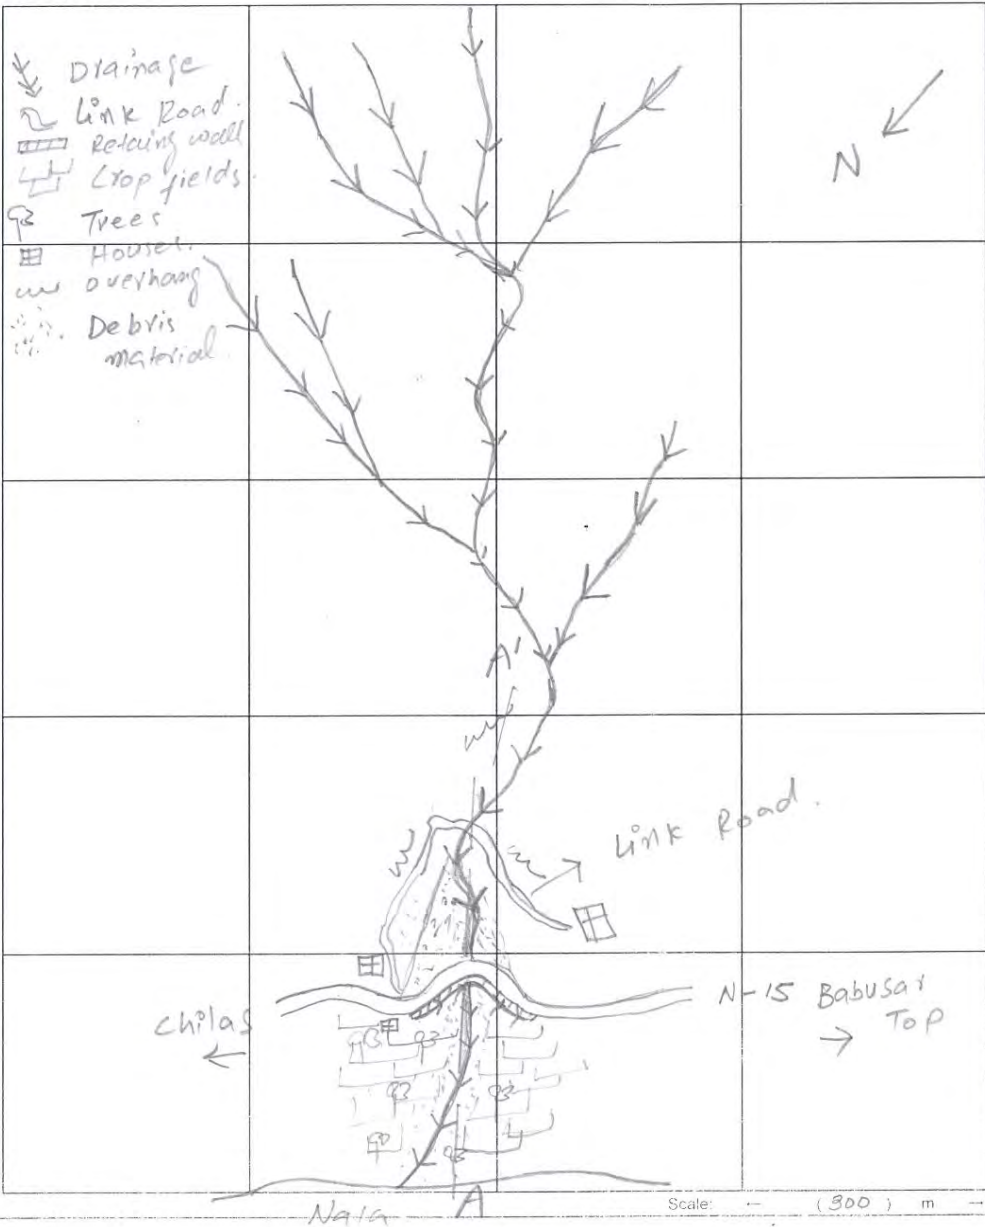 Drainage
Link Road.
Retaing wall
Crop fields.
Trees
Houses.
overhang
Debris
material.
N
A'
Link Road.
N-15 Babusar
Top
Chilas
Nala
A
Scale: ← (300) m →